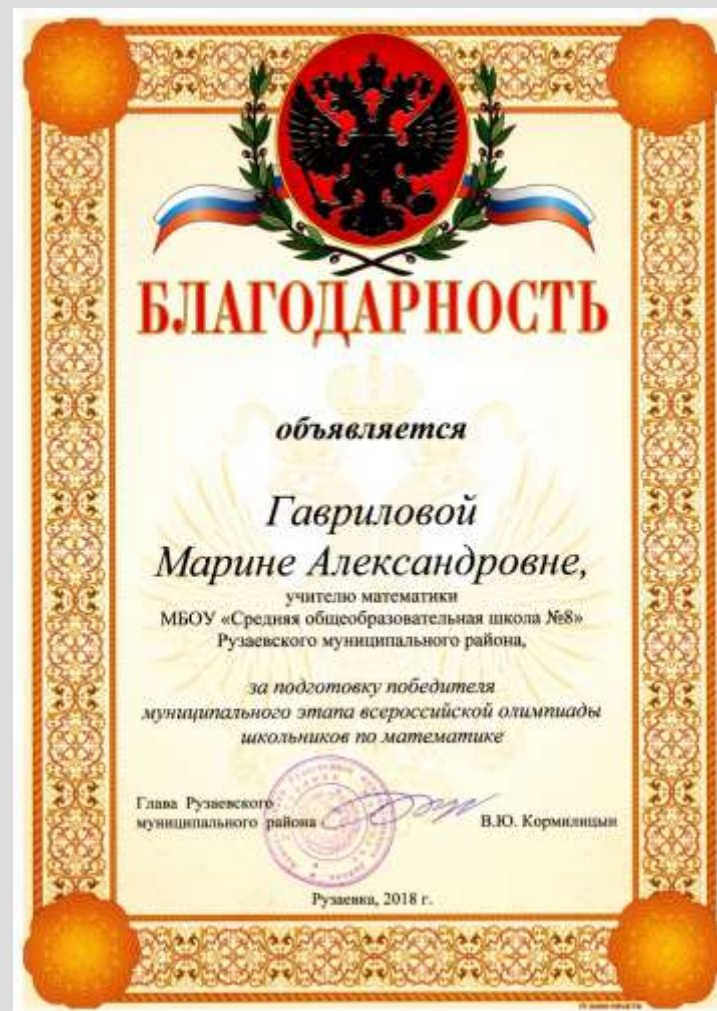 БЛАГОДАРНОСТЬ
объявляется
Гавриловой
Марине Александровне,
учителю математики
МБОУ «Средняя общеобразовательная школа №8»
Рузаевского муниципального района,
за подготовку победителя
муниципального этапа всероссийской олимпиады
школьников по математике
Глава Рузаевского
муниципального района
В.Ю. Кормилицын
Рузаевка, 2018 г.